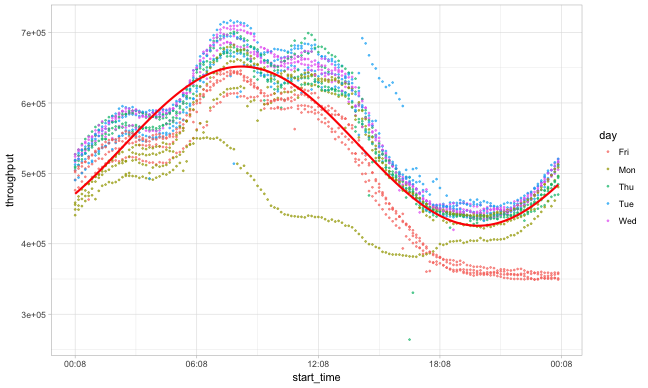 7e+05
6e+05
5e+05
4e+05
3e+05
throughput
00:08
06:08
12:08
18:08
00:08
start_time
day
Fri
Mon
Thu
Tue
Wed